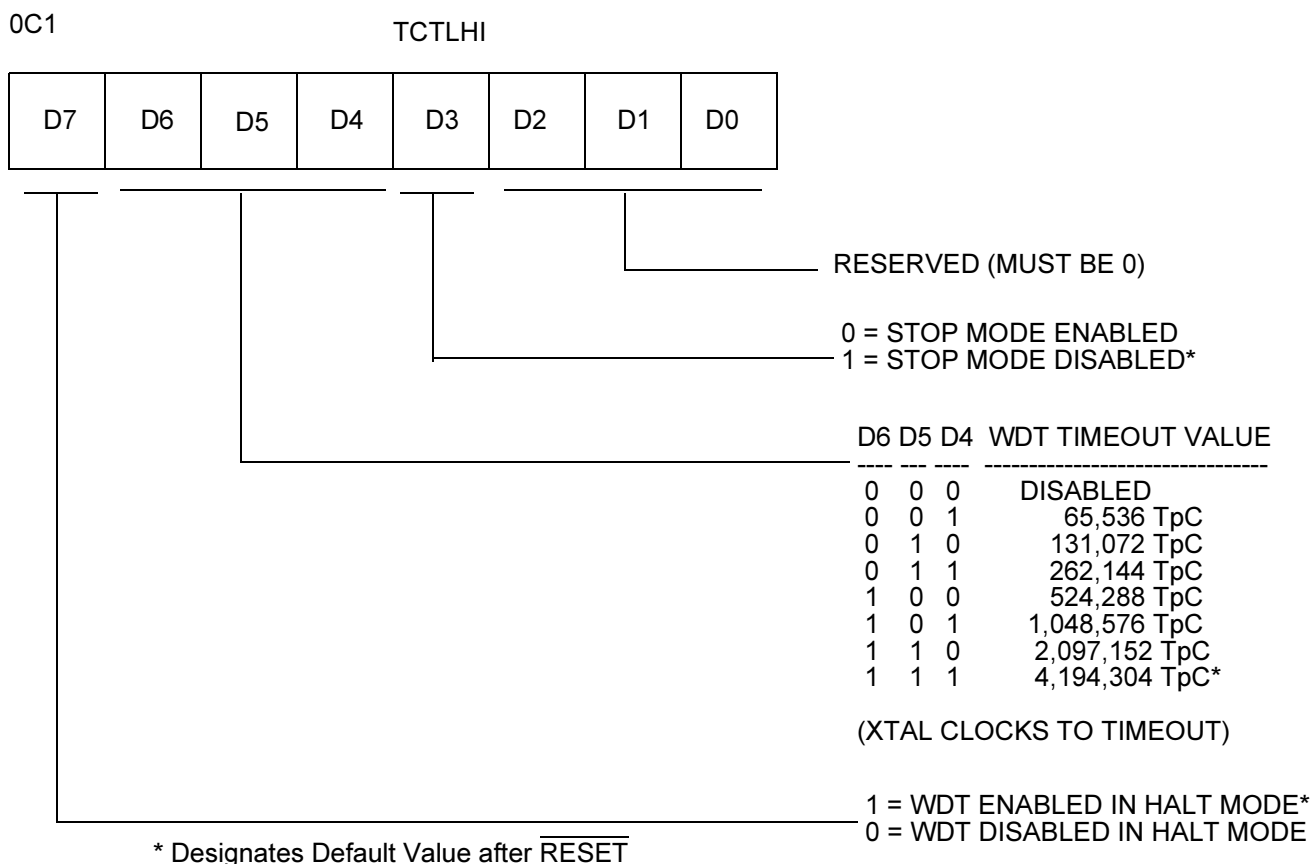 0C1
TCTLHI
D7 D6 D5 D4 D3 D2 D1 D0
RESERVED (MUST BE 0)
0 = STOP MODE ENABLED
1 = STOP MODE DISABLED*
D6 D5 D4 WDT TIMEOUT VALUE
---- --- ---- --------------------------------
0 0 0 DISABLED
0 0 1 65,536 TpC
0 1 0 131,072 TpC
0 1 1 262,144 TpC
1 0 0 524,288 TpC
1 0 1 1,048,576 TpC
1 1 0 2,097,152 TpC
1 1 1 4,194,304 TpC*
(XTAL CLOCKS TO TIMEOUT)
1 = WDT ENABLED IN HALT MODE*
0 = WDT DISABLED IN HALT MODE
* Designates Default Value after RESET